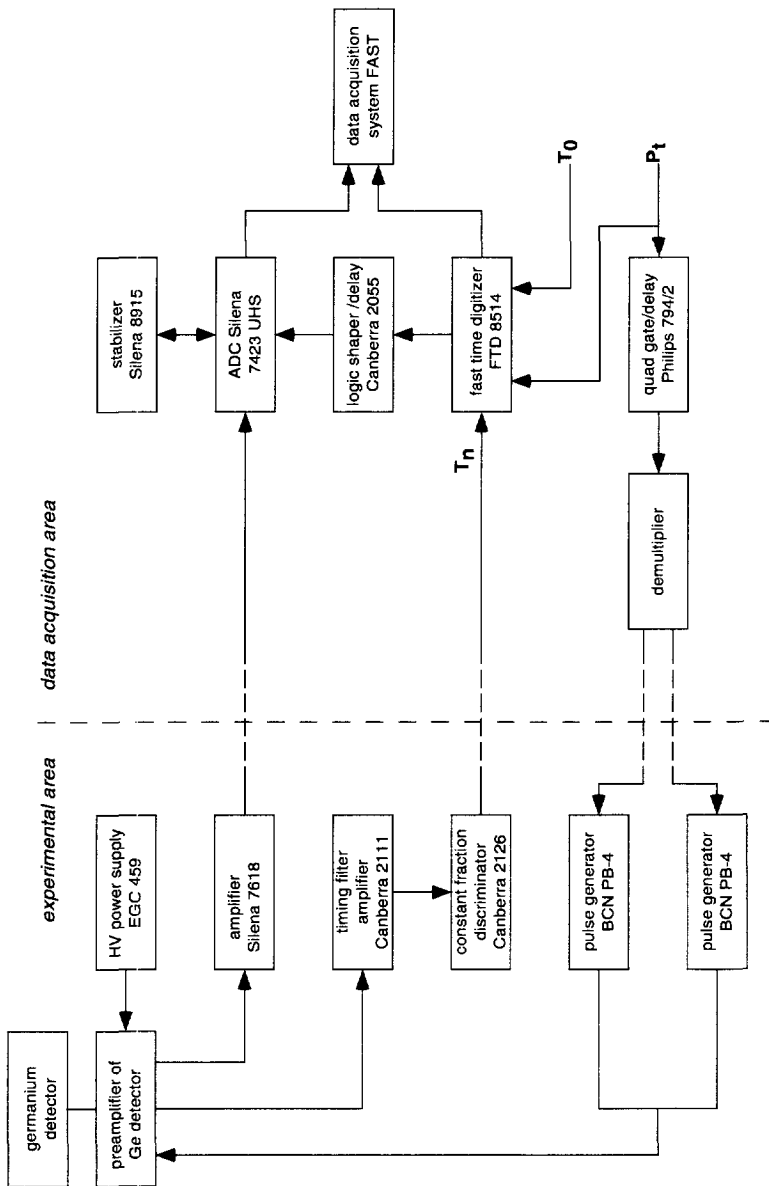 experimental area
data acquisition area
germanium
detector
preamplifier of
Ge detector
HV power supply
EGC 459
amplifier
Silena 7618
timing filter
amplifier
Canberra 2111
constant fraction
discriminator
Canberra 2126
pulse generator
BCN PB-4
pulse generator
BCN PB-4
stabilizer
Silena 8915
ADC Silena
7423 UHS
logic shaper /delay
Canberra 2055
fast time digitizer
FTD 8514
Tn
demultiplier
quad gate/delay
Philips 794/2
data acquisition
system FAST
T0
Pt